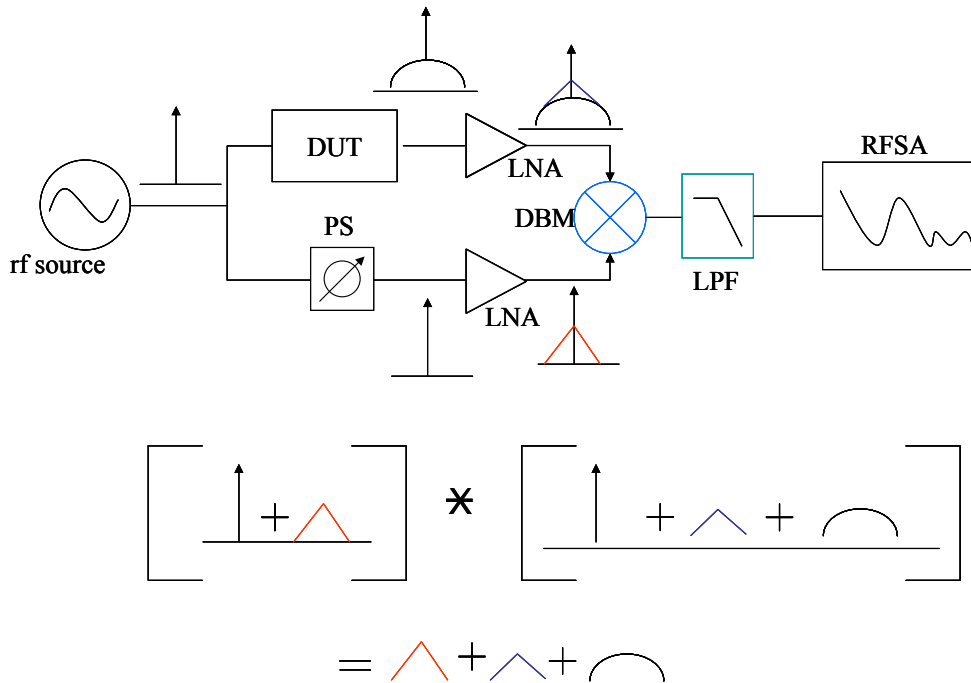 RFSA
DUT
LNA
DBM
PS
rf source
LPF
LNA
+
*
+
+
= + +